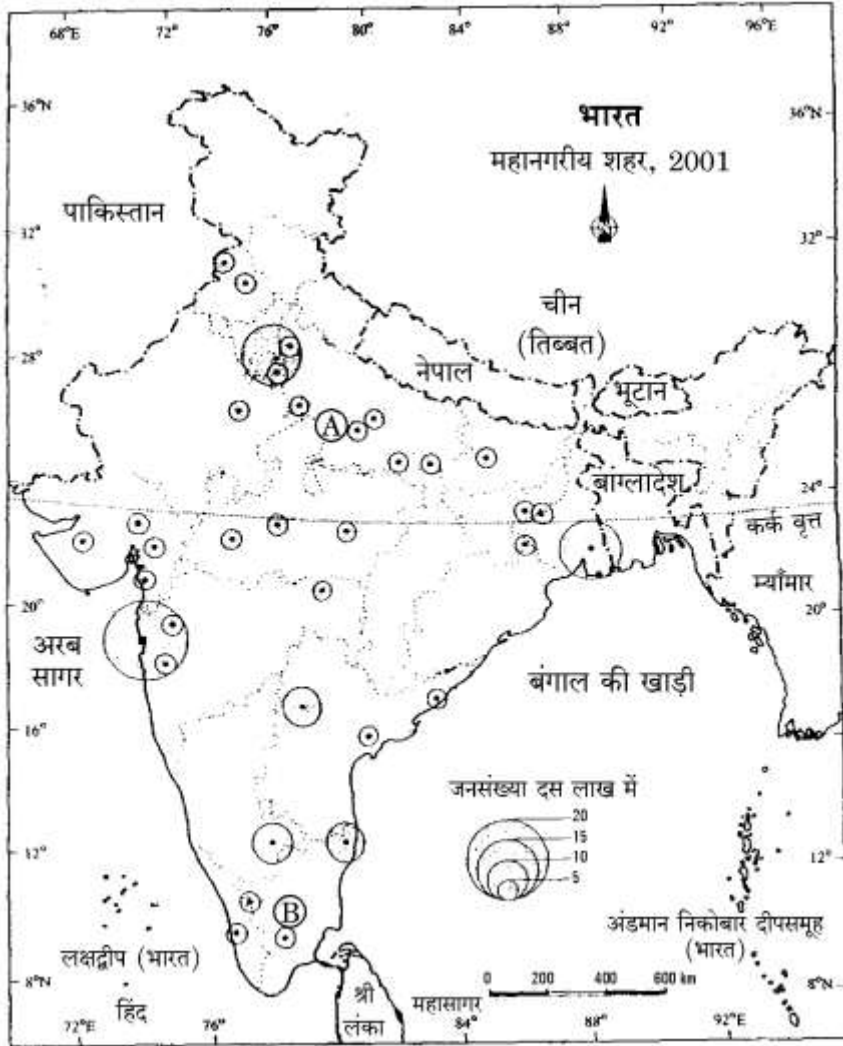 68°E 72° 76° 80° 84° 88° 92° 96°E
36°N 36°N
भारत
महानगरीय शहर, 2001
N
पाकिस्तान
32° 32°
चीन
(तिब्बत)
28° 28°
नेपाल
भूटान
A
बाग्लादेश
24° 24°
कर्क वृत्त
म्याँमार
20° 20°
अरब
सागर
बंगाल की खाड़ी
16° 16°
जनसंख्या दस लाख में
20
15
10
5
12° 12°
B
अंडमान निकोबार दीपसमूह
(भारत)
लक्षद्वीप (भारत)
0 200 400 600 km
8°N 8°N
हिंद
श्री
लंका
महासागर
72°E 76° 84° 88° 92°E